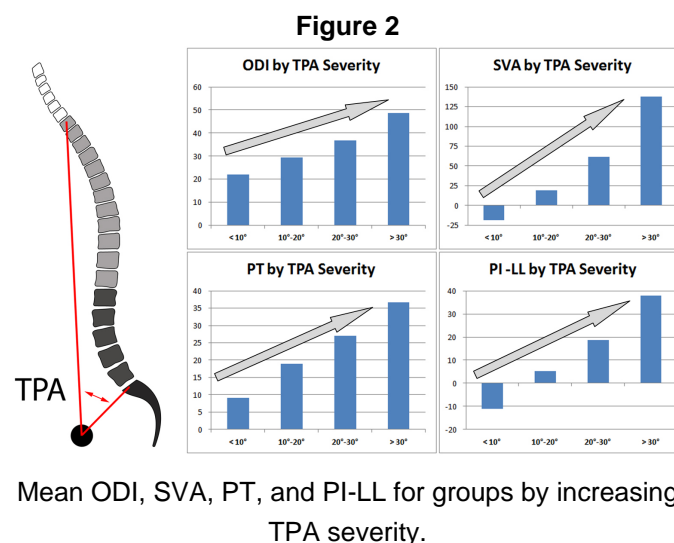 Figure 2
TPA
ODI by TPA Severity
60
50
40
30
20
10
0
< 10° 10°-20° 20°-30° > 30°
SVA by TPA Severity
150
125
100
75
50
25
0
-25
< 10° 10°-20° 20°-30° > 30°
PT by TPA Severity
40
35
30
25
20
15
10
5
0
< 10° 10°-20° 20°-30° > 30°
PI -LL by TPA Severity
40
30
20
10
0
-10
-20
< 10° 10°-20° 20°-30° > 30°
Mean ODI, SVA, PT, and PI-LL for groups by increasing
TPA severity.